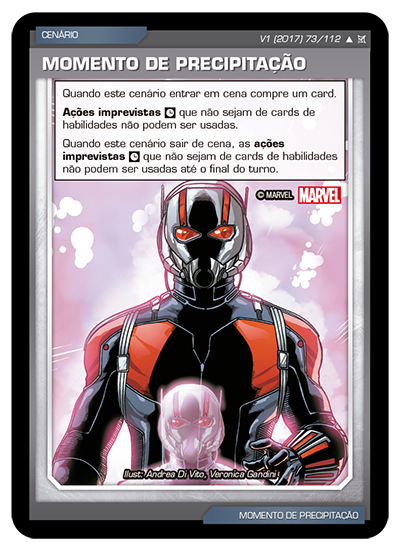 CENÁRIO
V1 (2017) 73/112 ▲
MOMENTO DE PRECIPITAÇÃO
Quando este cenário entrar em cena compre um card.
Ações imprevistas que não sejam de cards de
habilidades não podem ser usadas.
Quando este cenário sair de cena, as ações
imprevistas que não sejam de cards de habilidades
não podem ser usadas até o final do turno.
© MARVEL MARVEL
Ilust: Andrea Di Vito, Veronica Gandini
MOMENTO DE PRECIPITAÇÃO